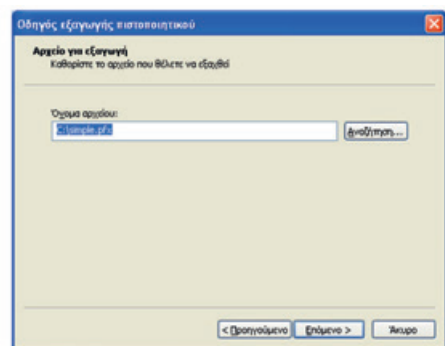 Οδηγός εξαγωγής πιστοποιητικού
Αρχείο για εξαγωγή
Καθορίστε το αρχείο που θέλετε να εξαχθεί
Όνομα αρχείου:
C:\simple.pfx
Αναζήτηση...
< Προηγούμενο Επόμενο > Άκυρο